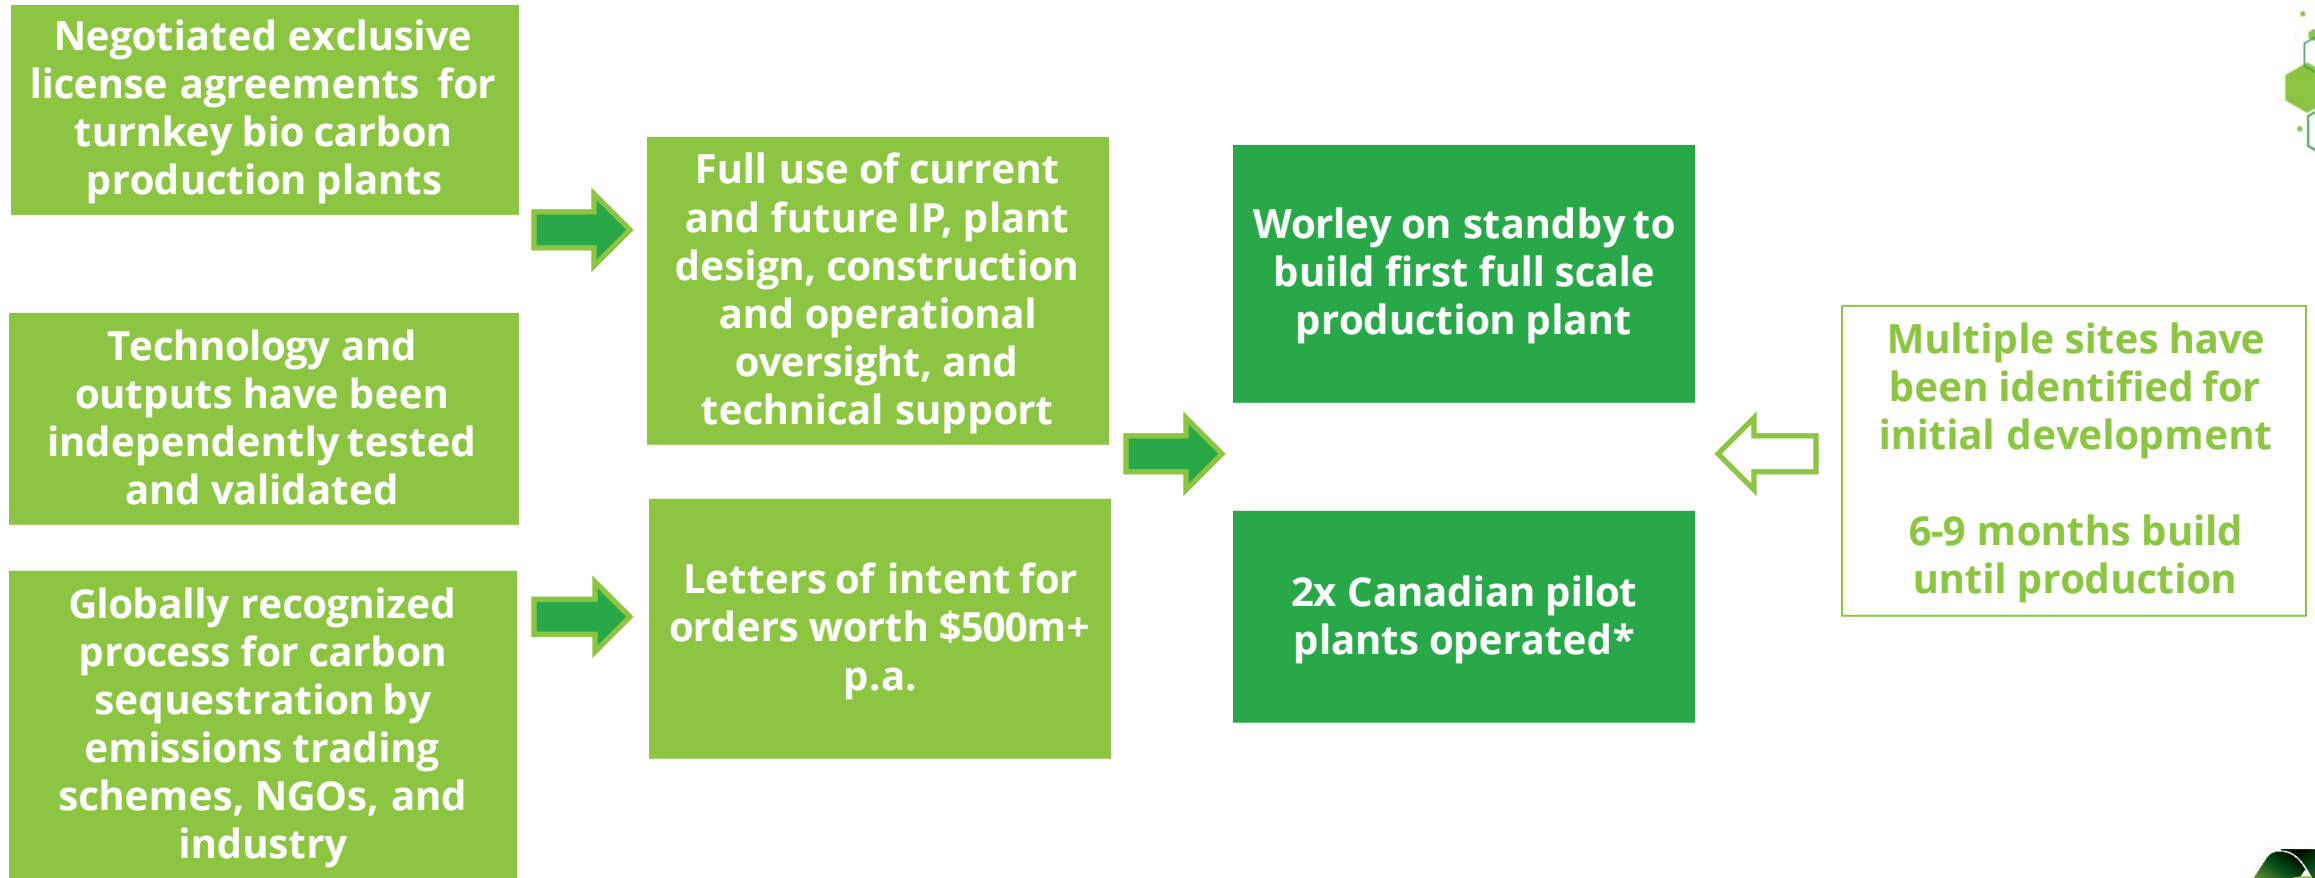 Negotiated exclusive
license agreements for
turnkey bio carbon
production plants
Technology and
outputs have been
independently tested
and validated
Globally recognized
process for carbon
sequestration by
emissions trading
schemes, NGOs, and
industry
Full use of current
and future IP, plant
design, construction
and operational
oversight, and
technical support
Letters of intent for
orders worth $500m+
p.a.
Worley on standby to
build first full scale
production plant
2x Canadian pilot
plants operated*
Multiple sites have
been identified for
initial development
6-9 months build
until production